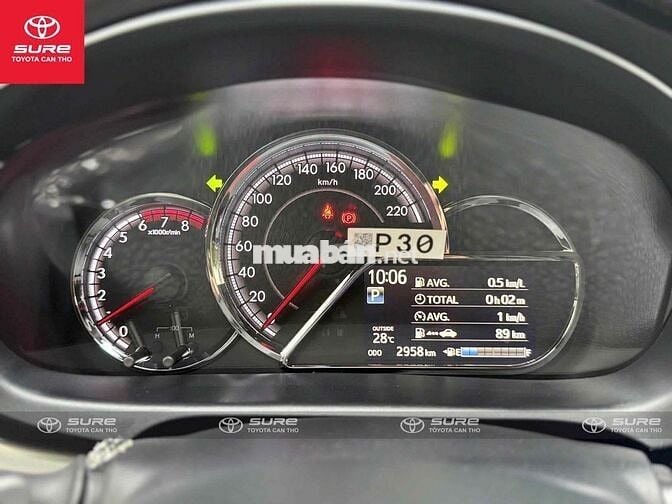 SURE
TOYOTA CAN THO
120 140 160 180
100
200
80
220
60
40
20
0
km/h
5 6 7 8
x1000r/min
4
3
2
1
0
:00
H M
P30
muaban.net
10:06
P
OUTSIDE
28°C
ODO 2958 km
AVG. 0.5 km/L
TOTAL 0h02m
AVG. 1 km/h
89 km
E F
SURE
TOYOTA CAN THO
SURE
TOYOTA CAN THO
SURE
TOYOTA CAN THO
SURE
TOYOTA CAN THO